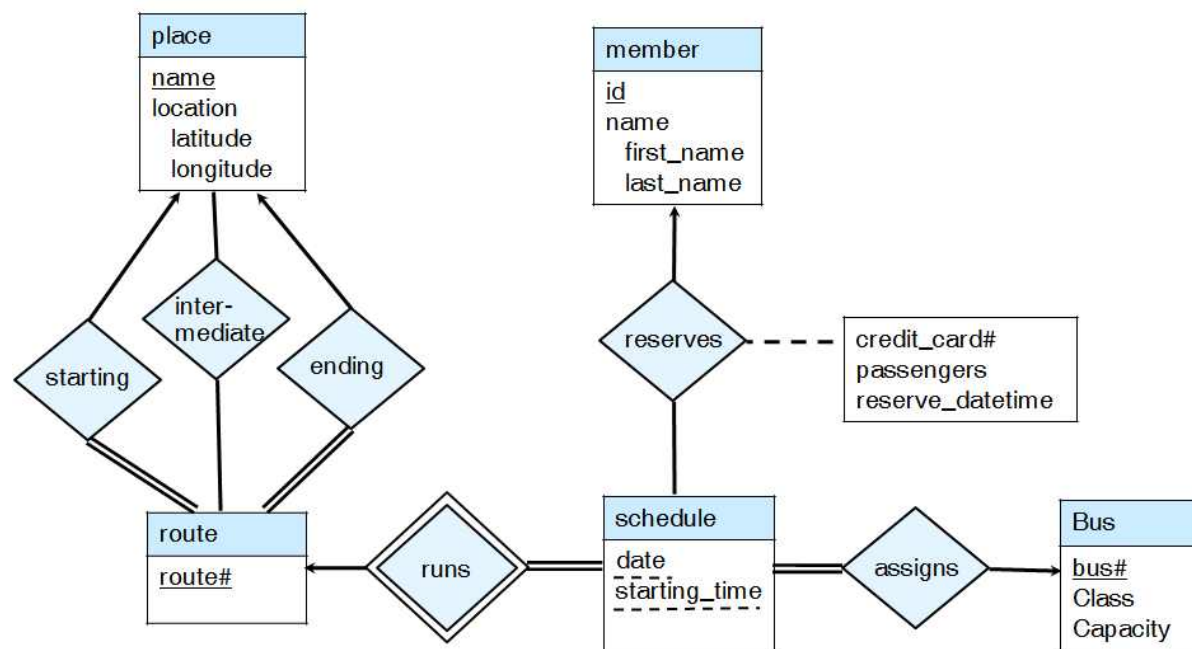 place
name
location
latitude
longitude
member
id
name
first_name
last_name
starting
inter-
mediate
ending
reserves
credit_card#
passengers
reserve_datetime
route
route#
runs
schedule
date
starting_time
assigns
Bus
bus#
Class
Capacity